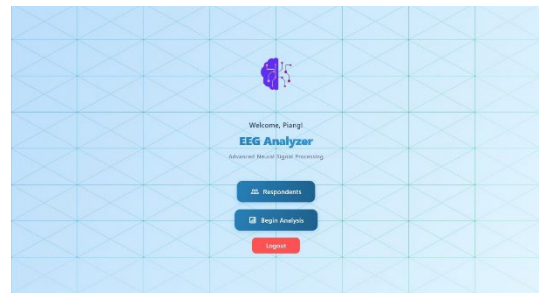 Welcome, Piang!
EEG Analyzer
Advanced Neural Signal Processing
Respondents
Begin Analysis
Logout